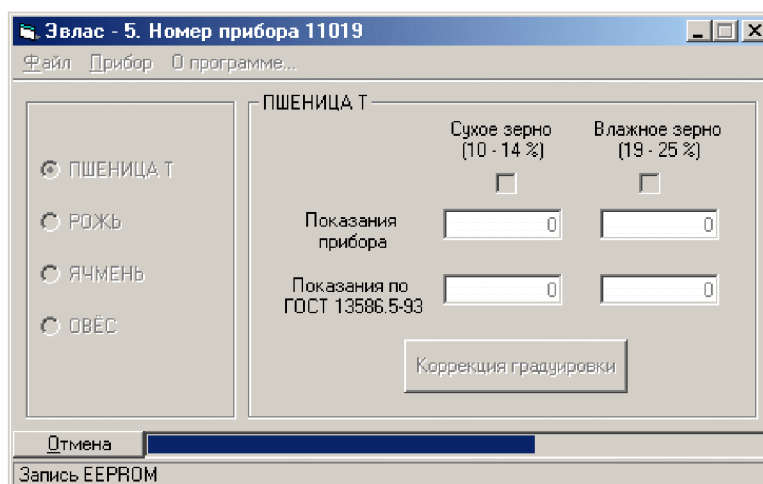 Эвлас - 5. Номер прибора 11019
Файл Прибор О программе...
ПШЕНИЦА Т
РОЖЬ
ЯЧМЕНЬ
ОВЁС
ПШЕНИЦА Т
Сухое зерно
(10 - 14 %)
Влажное зерно
(19 - 25 %)
Показания
прибора
0
0
Показания по
ГОСТ 13586.5-93
0
0
Коррекция градуировки
Отмена
Запись EEPROM